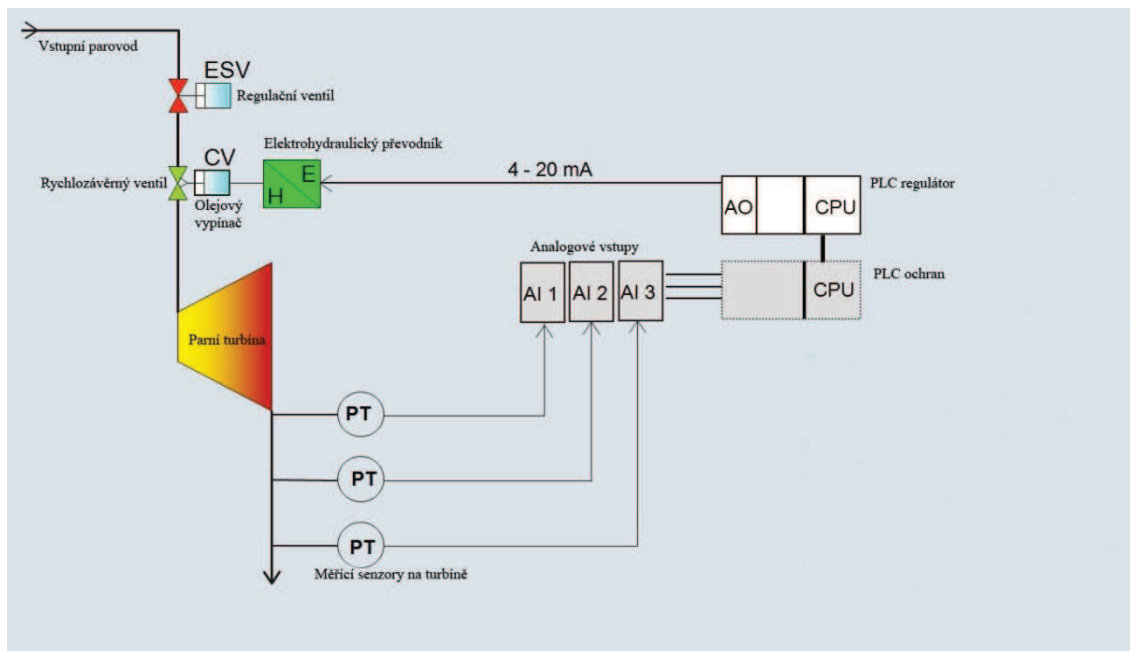 Vstupní parovod
ESV
Regulační ventil
Elektrohydraulický převodník
CV
E
H
Rychlozávěrný ventil
Olejový
vypínač
4 - 20 mA
AO
CPU
PLC regulátor
Analogové vstupy
AI 1
AI 2
AI 3
CPU
PLC ochran
Parní turbína
PT
PT
PT
Měřící senzory na turbíně